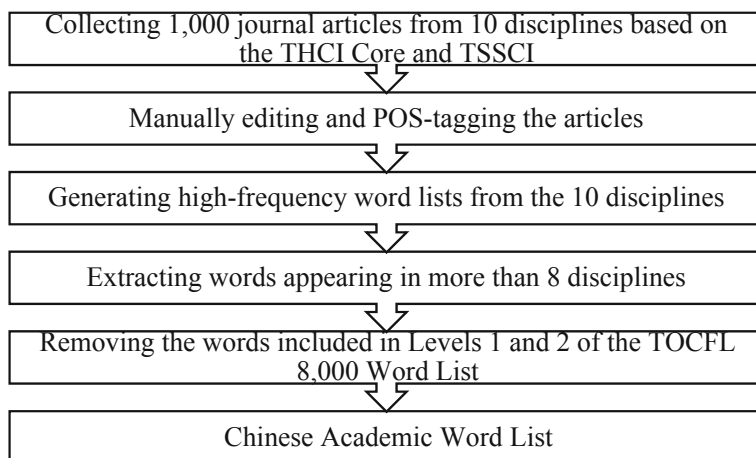 Collecting 1,000 journal articles from 10 disciplines based on
the THCI Core and TSSCI
Manually editing and POS-tagging the articles
Generating high-frequency word lists from the 10 disciplines
Extracting words appearing in more than 8 disciplines
Removing the words included in Levels 1 and 2 of the TOCFL
8,000 Word List
Chinese Academic Word List